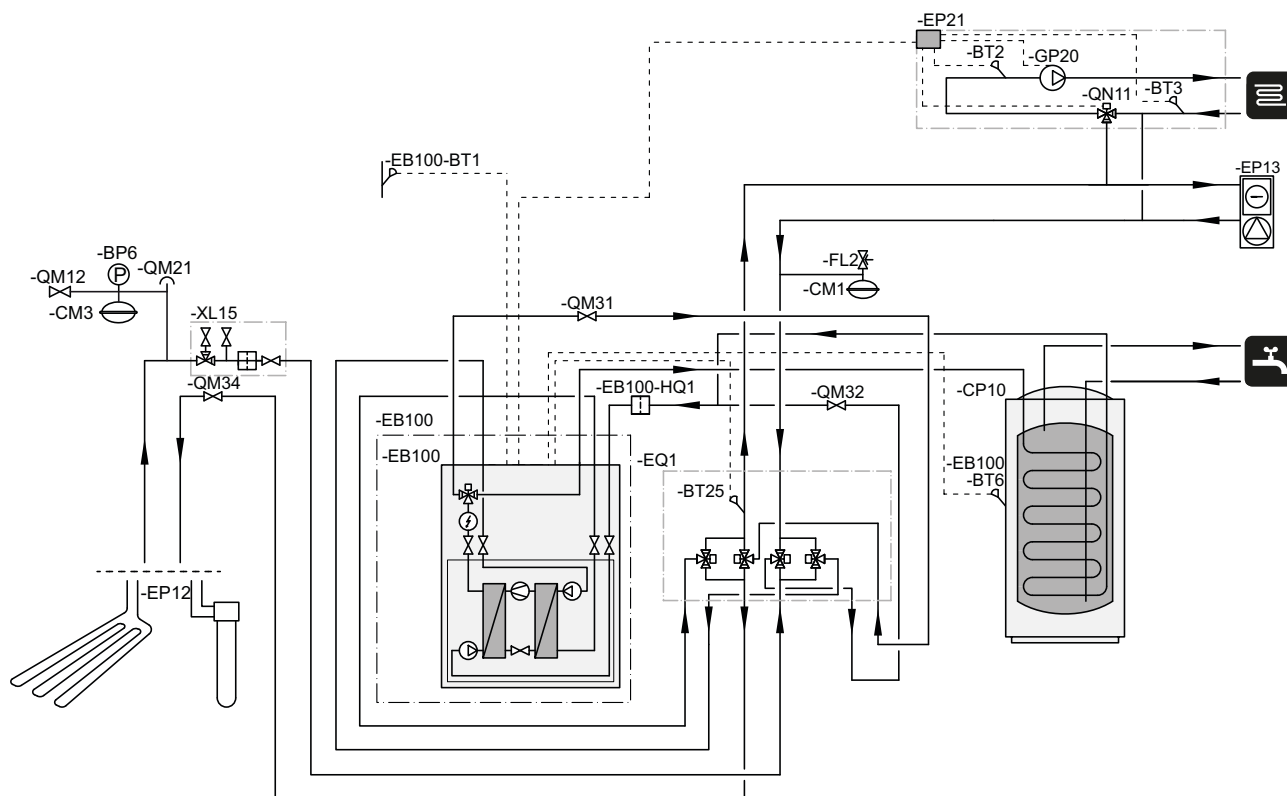 -EP21
-BT2
-GP20
-QN11
-BT3
-EB100-BT1
-EP13
-BP6
P
-QM21
-QM12
-CM3
-FL2
-CM1
-XL15
-QM31
-QM34
-EB100-HQ1
-QM32
-CP10
-EB100
-EB100
-EQ1
-BT25
-EB100
-BT6
-EP12